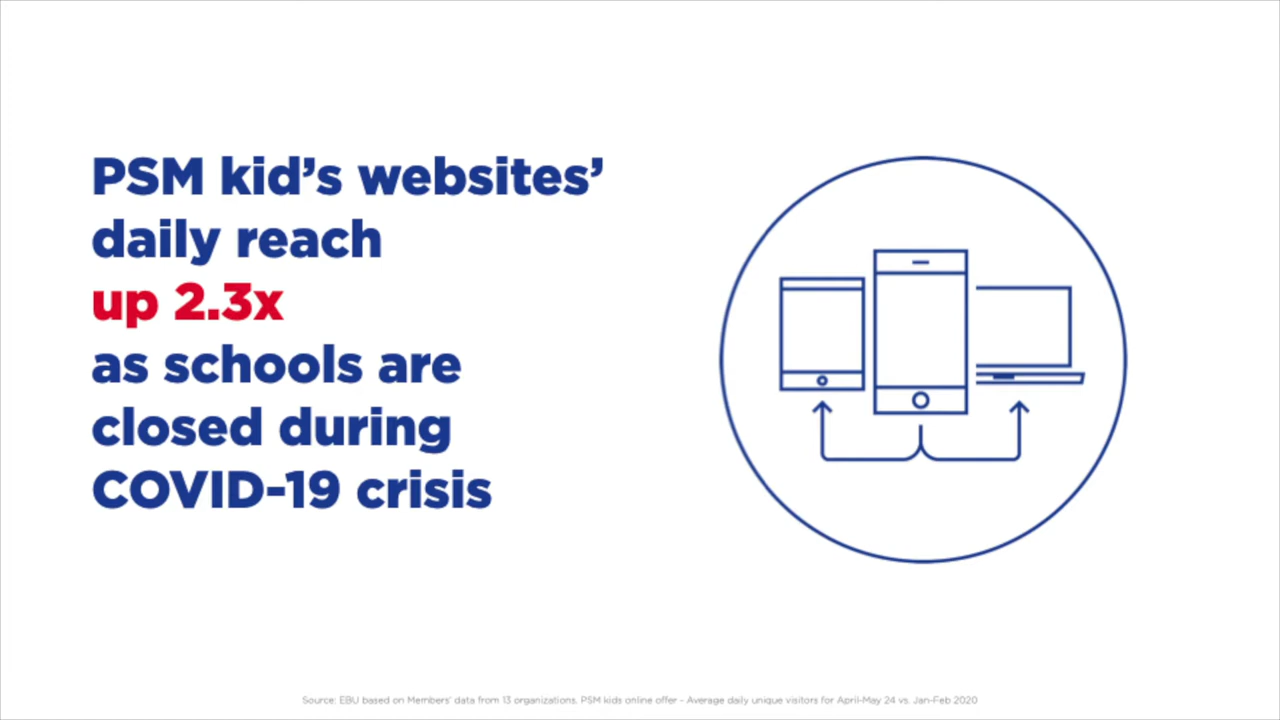 PSM kid’s websites’
daily reach
up 2.3x
as schools are
closed during
COVID-19 crisis
Source: EBU based on Members’ data from 13 organizations. PSM kids online offer – Average daily unique visitors for April-May 24 vs. Jan-Feb 2020